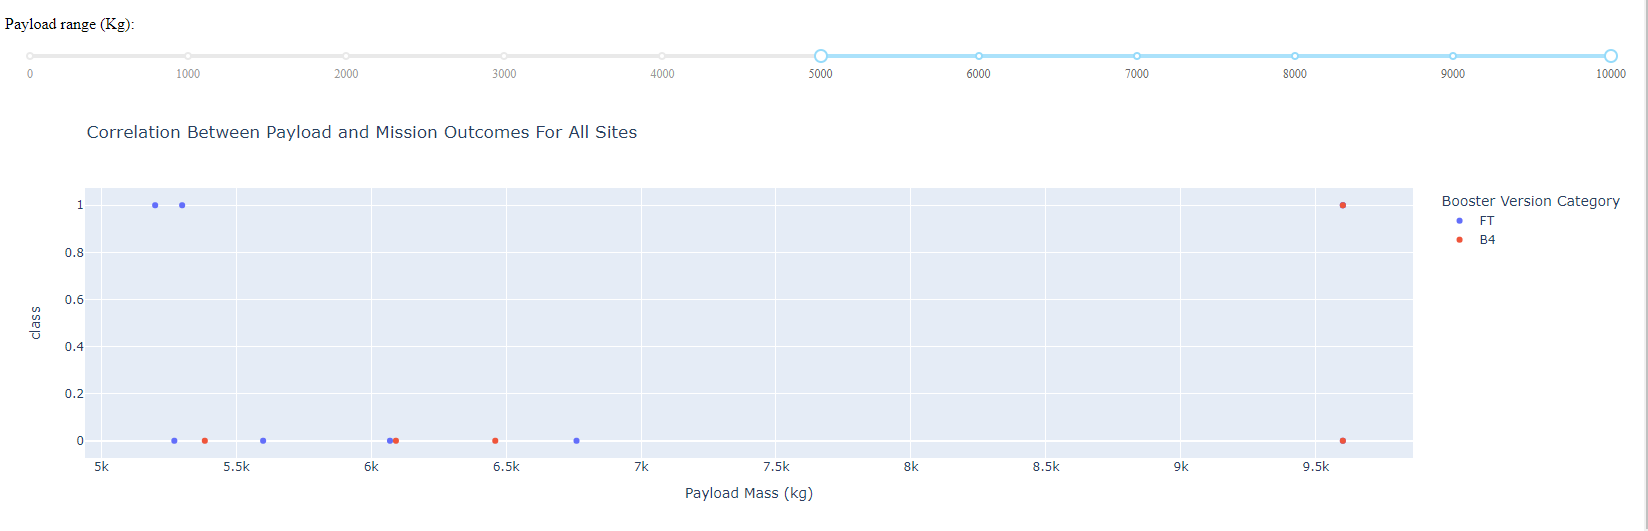 Payload range (Kg):
0 1000 2000 3000 4000 5000 6000 7000 8000 9000 10000
Correlation Between Payload and Mission Outcomes For All Sites
1
0.8
0.6
0.4
0.2
0
class
5k 5.5k 6k 6.5k 7k 7.5k 8k 8.5k 9k 9.5k
Payload Mass (kg)
Booster Version Category
FT
B4